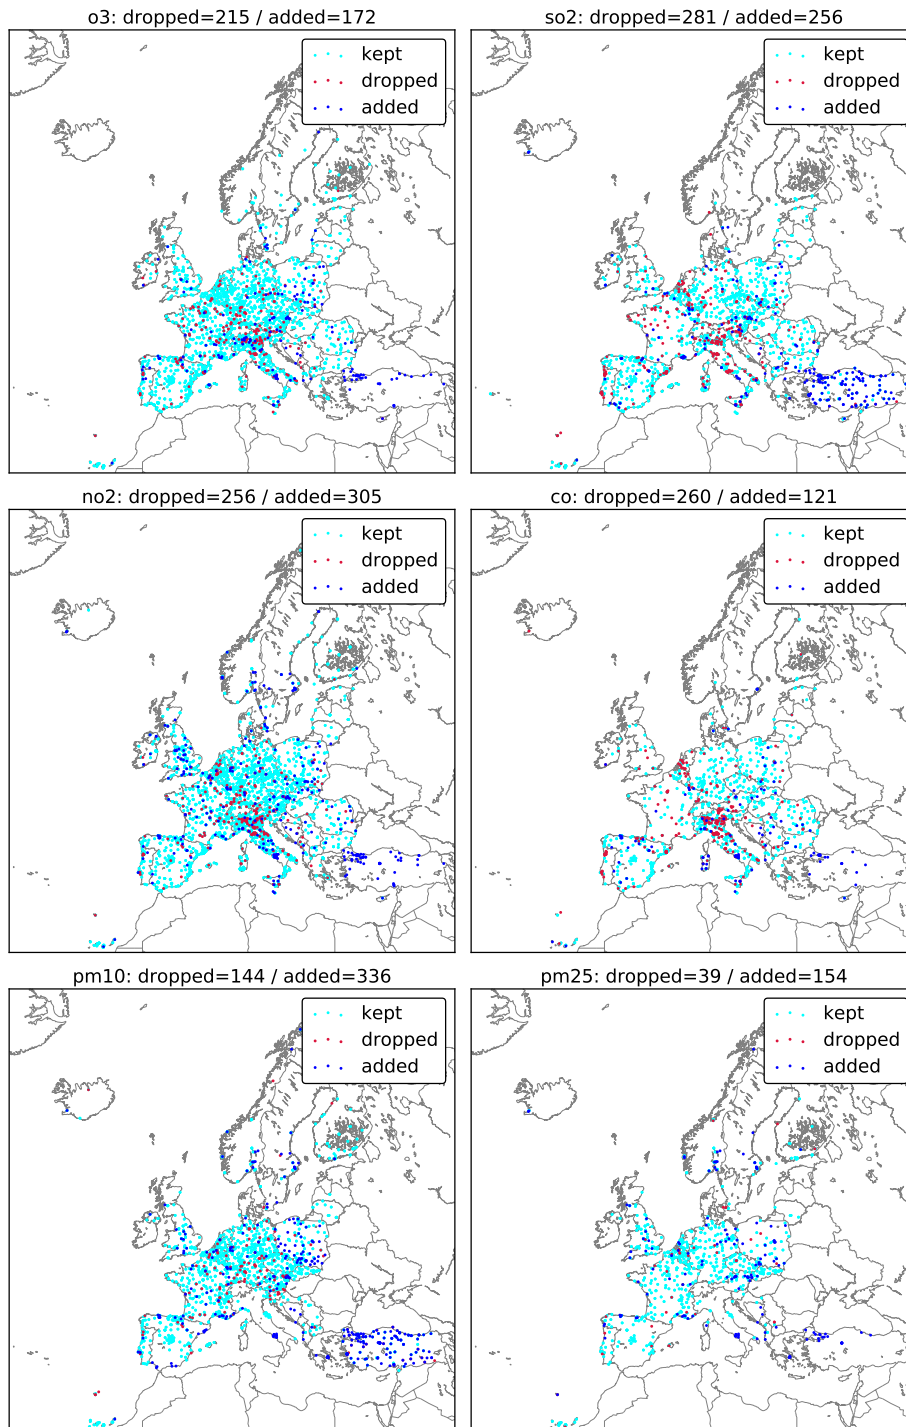 o3: dropped=215 / added=172
kept
dropped
added
so2: dropped=281 / added=256
kept
dropped
added
no2: dropped=256 / added=305
kept
dropped
added
co: dropped=260 / added=121
kept
dropped
added
pm10: dropped=144 / added=336
kept
dropped
added
pm25: dropped=39 / added=154
kept
dropped
added